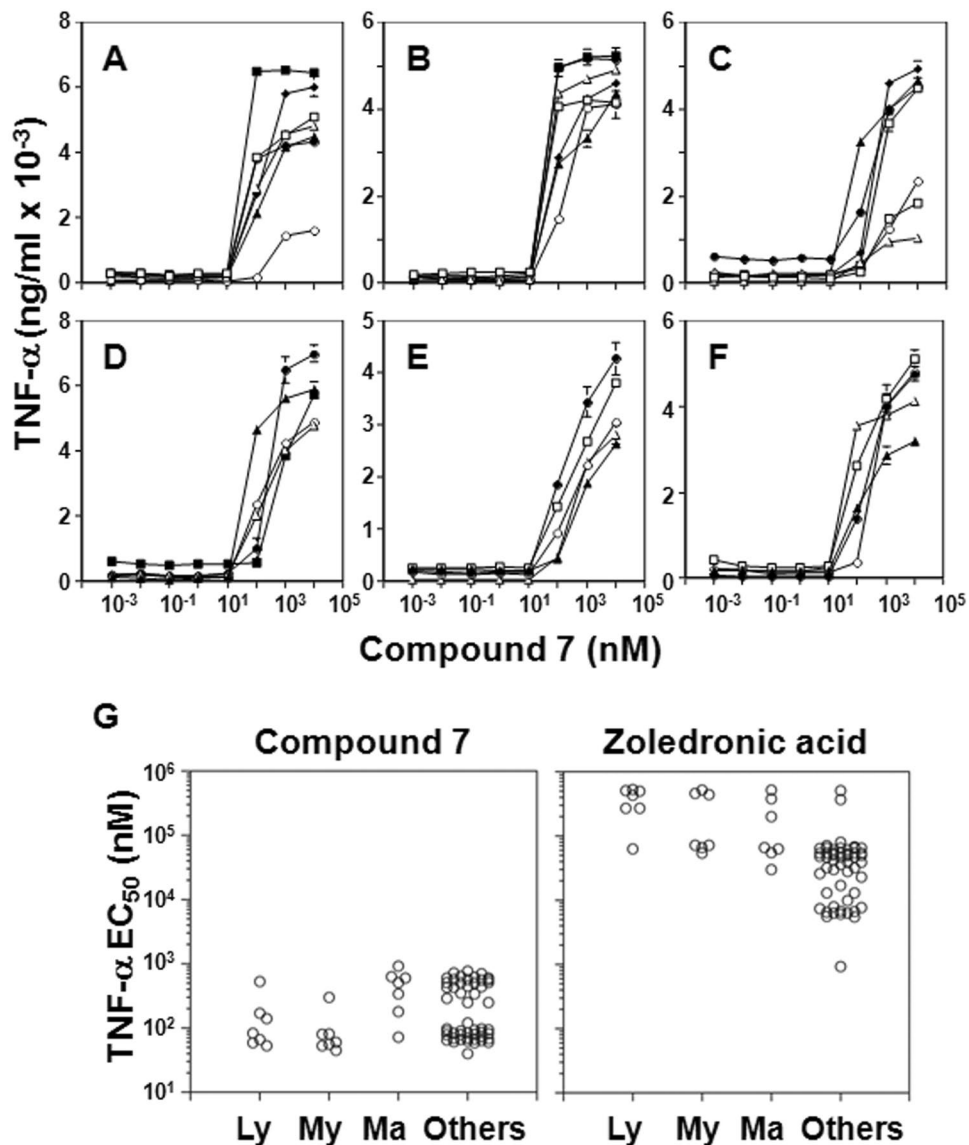 TNF-α (ng/ml x 10⁻³)
A
8
6
4
2
0
B
6
4
2
0
C
6
4
2
0
D
8
6
4
2
0
E
5
4
3
2
1
0
F
6
4
2
0
10⁻³ 10⁻¹ 10¹ 10³ 10⁵
10⁻³ 10⁻¹ 10¹ 10³ 10⁵
10⁻³ 10⁻¹ 10¹ 10³ 10⁵
Compound 7 (nM)
G
Compound 7
Zoledronic acid
TNF-α EC₅₀ (nM)
10⁶
10⁵
10⁴
10³
10²
10¹
Ly My Ma Others
Ly My Ma Others